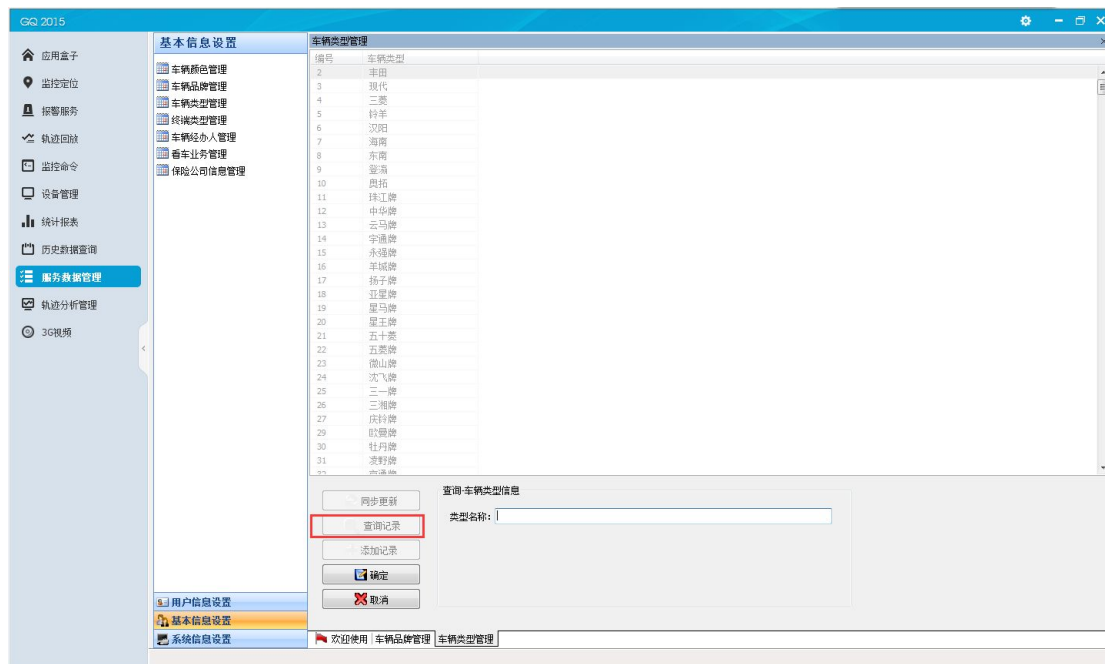 GQ 2015
应用盒子
监控定位
报警服务
轨迹回放
监控命令
设备管理
统计报表
历史数据查询
服务数据管理
轨迹分析管理
3G视频
基本信息设置
车辆颜色管理
车辆品牌管理
车辆类型管理
终端类型管理
车辆经办人管理
看车业务管理
保险公司信息管理
用户信息设置
基本信息设置
系统信息设置
车辆类型管理
编号 车辆类型
2 丰田
3 现代
4 三菱
5 铃羊
6 汉阳
7 海南
8 东南
9 登瀛
10 奥拓
11 珠江牌
12 中华牌
13 云马牌
14 宇通牌
15 永强牌
16 羊城牌
17 扬子牌
18 亚星牌
19 星马牌
20 星王牌
21 五十菱
22 五菱牌
23 微山牌
24 沈飞牌
25 三一牌
26 三湘牌
27 庆铃牌
29 欧曼牌
30 牡丹牌
31 凌野牌
同步更新
查询记录
添加记录
确定
取消
查询-车辆类型信息
类型名称:
欢迎使用 车辆品牌管理 车辆类型管理